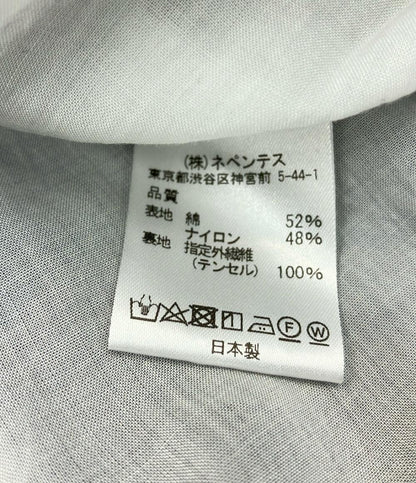 (株)ネペンテス
東京都渋谷区神宮前 5-44-1
品質
表地 綿 52%
ナイロン 48%
裏地 指定外繊維
(テンセル) 100%
F W
日本製